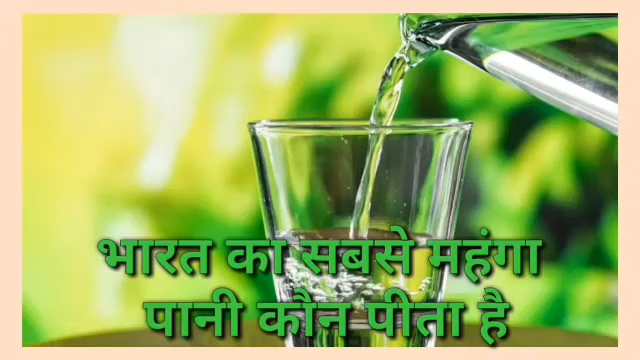 भारत का सबसे महंगा
पानी कौन पीता है